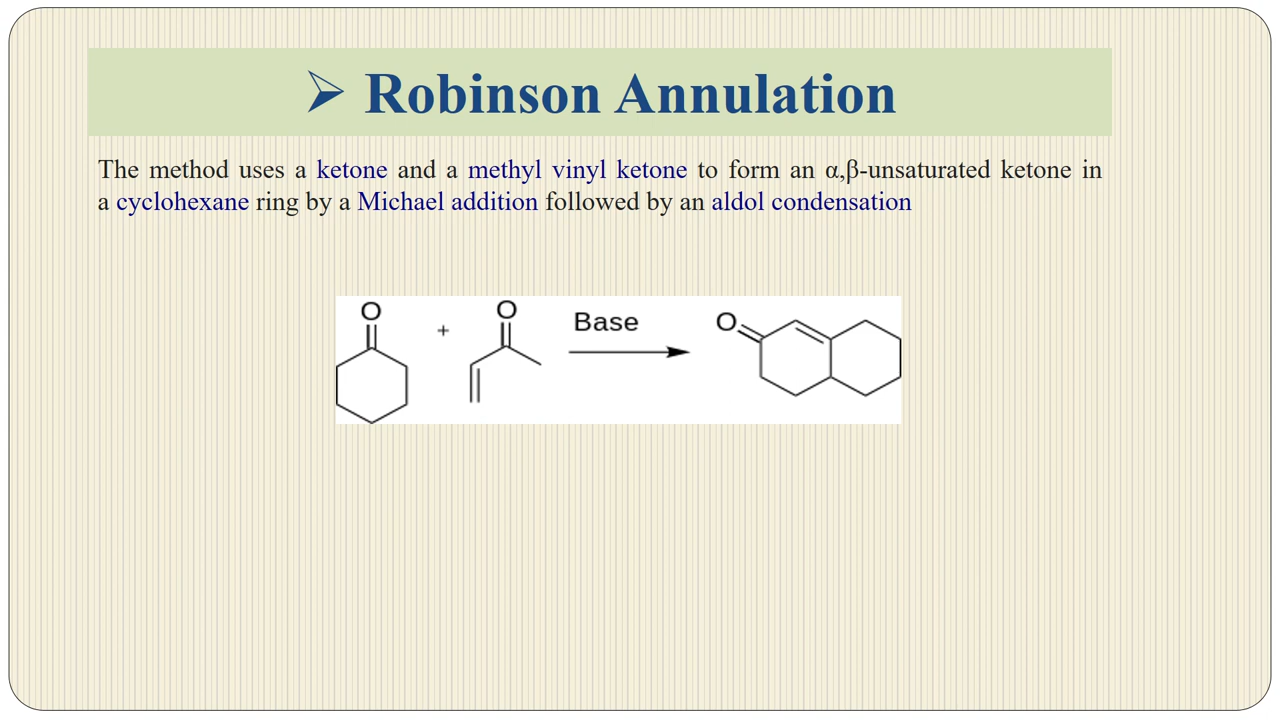 ➢ Robinson Annulation
The method uses a ketone and a methyl vinyl ketone to form an α,β-unsaturated ketone in
a cyclohexane ring by a Michael addition followed by an aldol condensation
O + O Base O